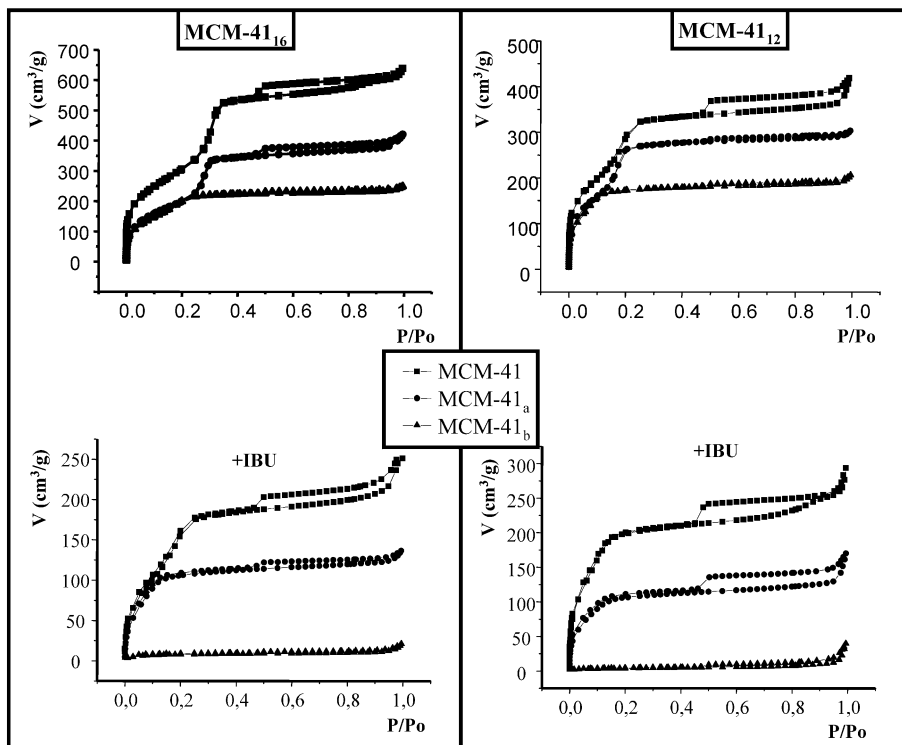 MCM-41₁₆
V (cm³/g)
700
600
500
400
300
200
100
0
0.0 0.2 0.4 0.6 0.8 1.0
P/Po
MCM-41₁₂
V (cm³/g)
500
400
300
200
100
0
0.0 0.2 0.4 0.6 0.8 1.0
P/Po
MCM-41
MCM-41ₐ
MCM-41b
+IBU
V (cm³/g)
250
200
150
100
50
0
0,0 0,2 0,4 0,6 0,8 1,0
P/Po
+IBU
V (cm³/g)
300
250
200
150
100
50
0
0,0 0,2 0,4 0,6 0,8 1,0
P/Po